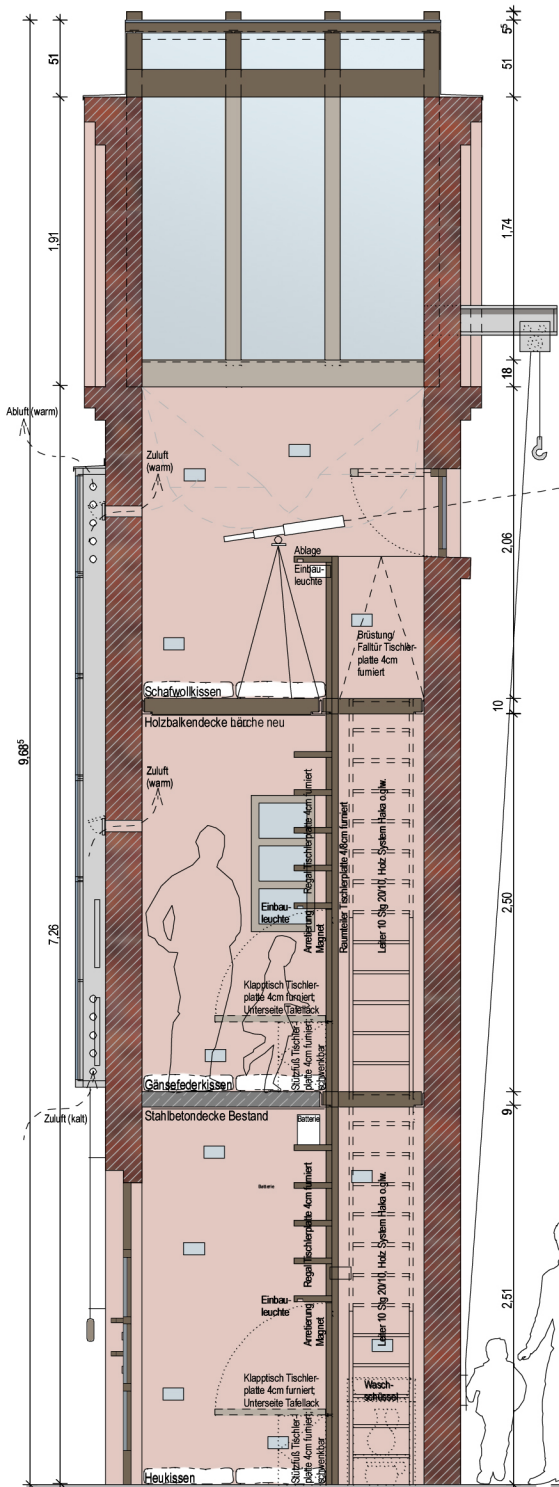 5⁵
51
51
1,91
1,74
18
Abluft (warm)
Zuluft
(warm)
2,06
Ablage
Einbau-
leuchte
Brüstung/
Falltür Tischler-
platte 4cm
furniert
Schafwollkissen
10
Holzbalkendecke Lärche neu
9,68⁵
Zuluft
(warm)
Regal Tischlerplatte 4cm furniert
Raumteiler Tischlerplatte 4/8cm furniert
Leiter 10 Stg 20/10, Holz System Haka o.glw.
Einbau-
leuchte
Arretierung
Magnet
2,50
7,26
Klapptisch Tischler-
platte 4cm furniert;
Unterseite Tafellack
Stützfuß Tischler-
platte 4cm furniert;
schwenkbar
Gänsefederkissen
9
Zuluft (kalt)
Stahlbetondecke Bestand
Batterie
Batterie
Regal Tischlerplatte 4cm furniert
Leiter 10 Stg 20/10, Holz System Haka o.glw.
Einbau-
leuchte
Arretierung
Magnet
2,51
Klapptisch Tischler-
platte 4cm furniert;
Unterseite Tafellack
Wasch-
schüssel
Stützfuß Tischler-
platte 4cm furniert;
schwenkbar
Heukissen